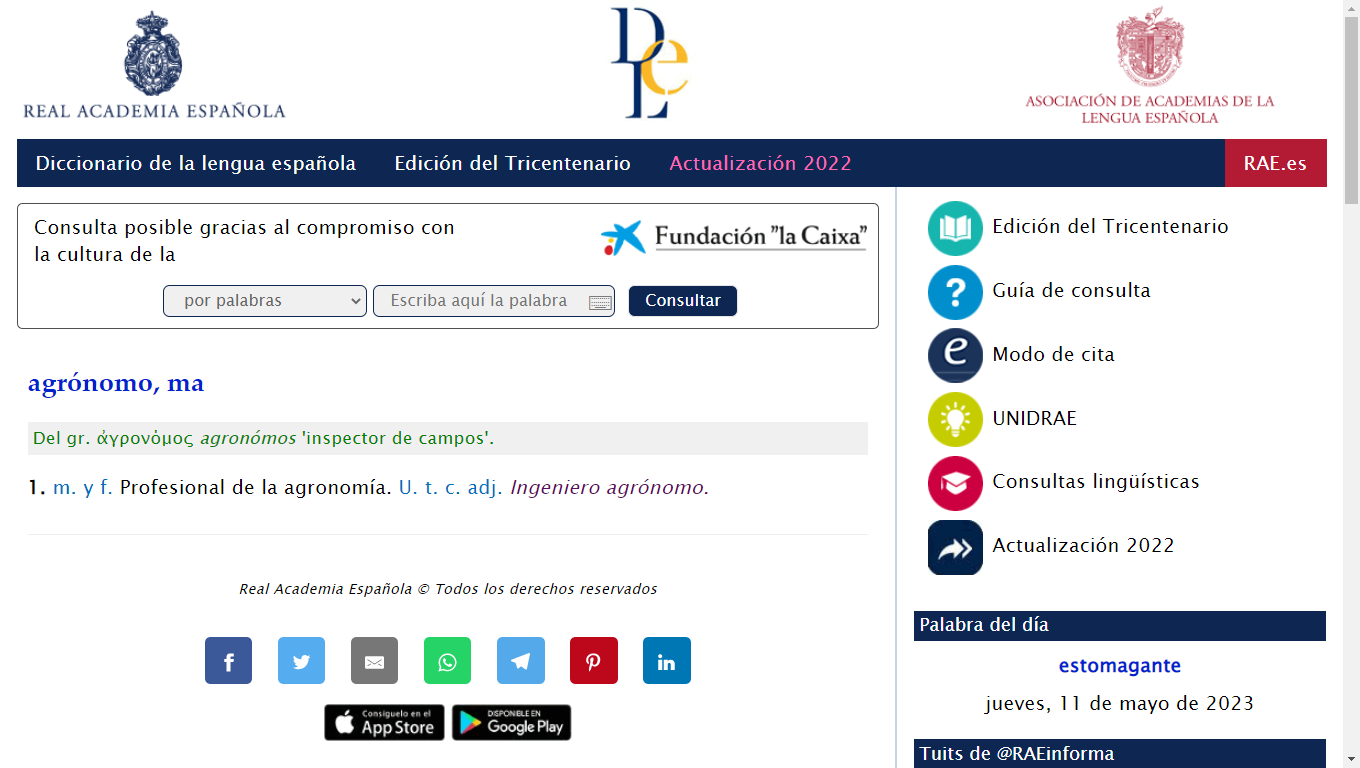 REAL ACADEMIA ESPAÑOLA
DLe
ASOCIACIÓN DE ACADEMIAS DE LA
LENGUA ESPAÑOLA
Diccionario de la lengua española Edición del Tricentenario Actualización 2022 RAE.es
Consulta posible gracias al compromiso con
la cultura de la
Fundación "la Caixa"
por palabras Escriba aquí la palabra Consultar
agrónomo, ma
Del gr. ἀγρονόμος agronómos 'inspector de campos'.
1. m. y f. Profesional de la agronomía. U. t. c. adj. Ingeniero agrónomo.
Real Academia Española © Todos los derechos reservados
Consíguelo en el
App Store
DISPONIBLE EN
Google Play
Edición del Tricentenario
Guía de consulta
Modo de cita
UNIDRAE
Consultas lingüísticas
Actualización 2022
Palabra del día
estomagante
jueves, 11 de mayo de 2023
Tuits de @RAEinforma